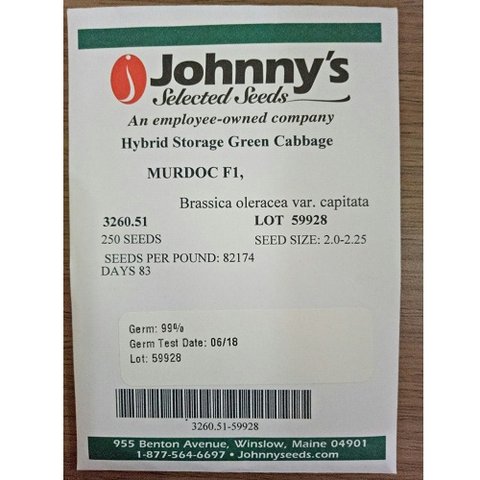 Johnny's
Selected Seeds
An employee-owned company
Hybrid Storage Green Cabbage
MURDOC F1,
Brassica oleracea var. capitata
3260.51 LOT 59928
250 SEEDS SEED SIZE: 2.0-2.25
SEEDS PER POUND: 82174
DAYS 83
Germ: 99%
Germ Test Date: 06/18
Lot: 59928
3260.51-59928
955 Benton Avenue, Winslow, Maine 04901
1-877-564-6697 • Johnnyseeds.com